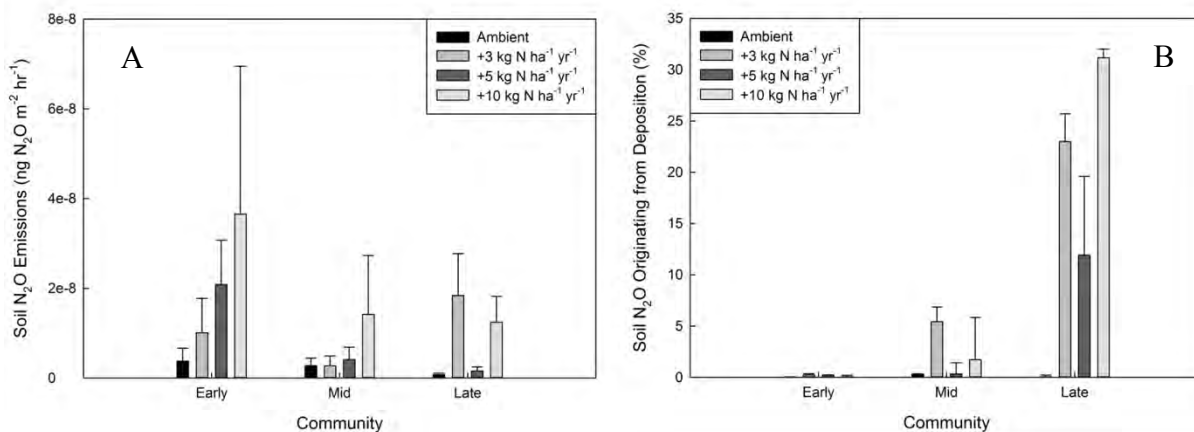 A
8e-8
6e-8
4e-8
2e-8
0
Soil N₂O Emissions (ng N₂O m⁻² hr⁻¹)
Ambient
+3 kg N ha⁻¹ yr⁻¹
+5 kg N ha⁻¹ yr⁻¹
+10 kg N ha⁻¹ yr⁻¹
Early Mid Late
Community
B
35
30
25
20
15
10
5
0
Soil N₂O Originating from Deposiiton (%)
Ambient
+3 kg N ha⁻¹ yr⁻¹
+5 kg N ha⁻¹ yr⁻¹
+10 kg N ha⁻¹ yr⁻¹
Early Mid Late
Community